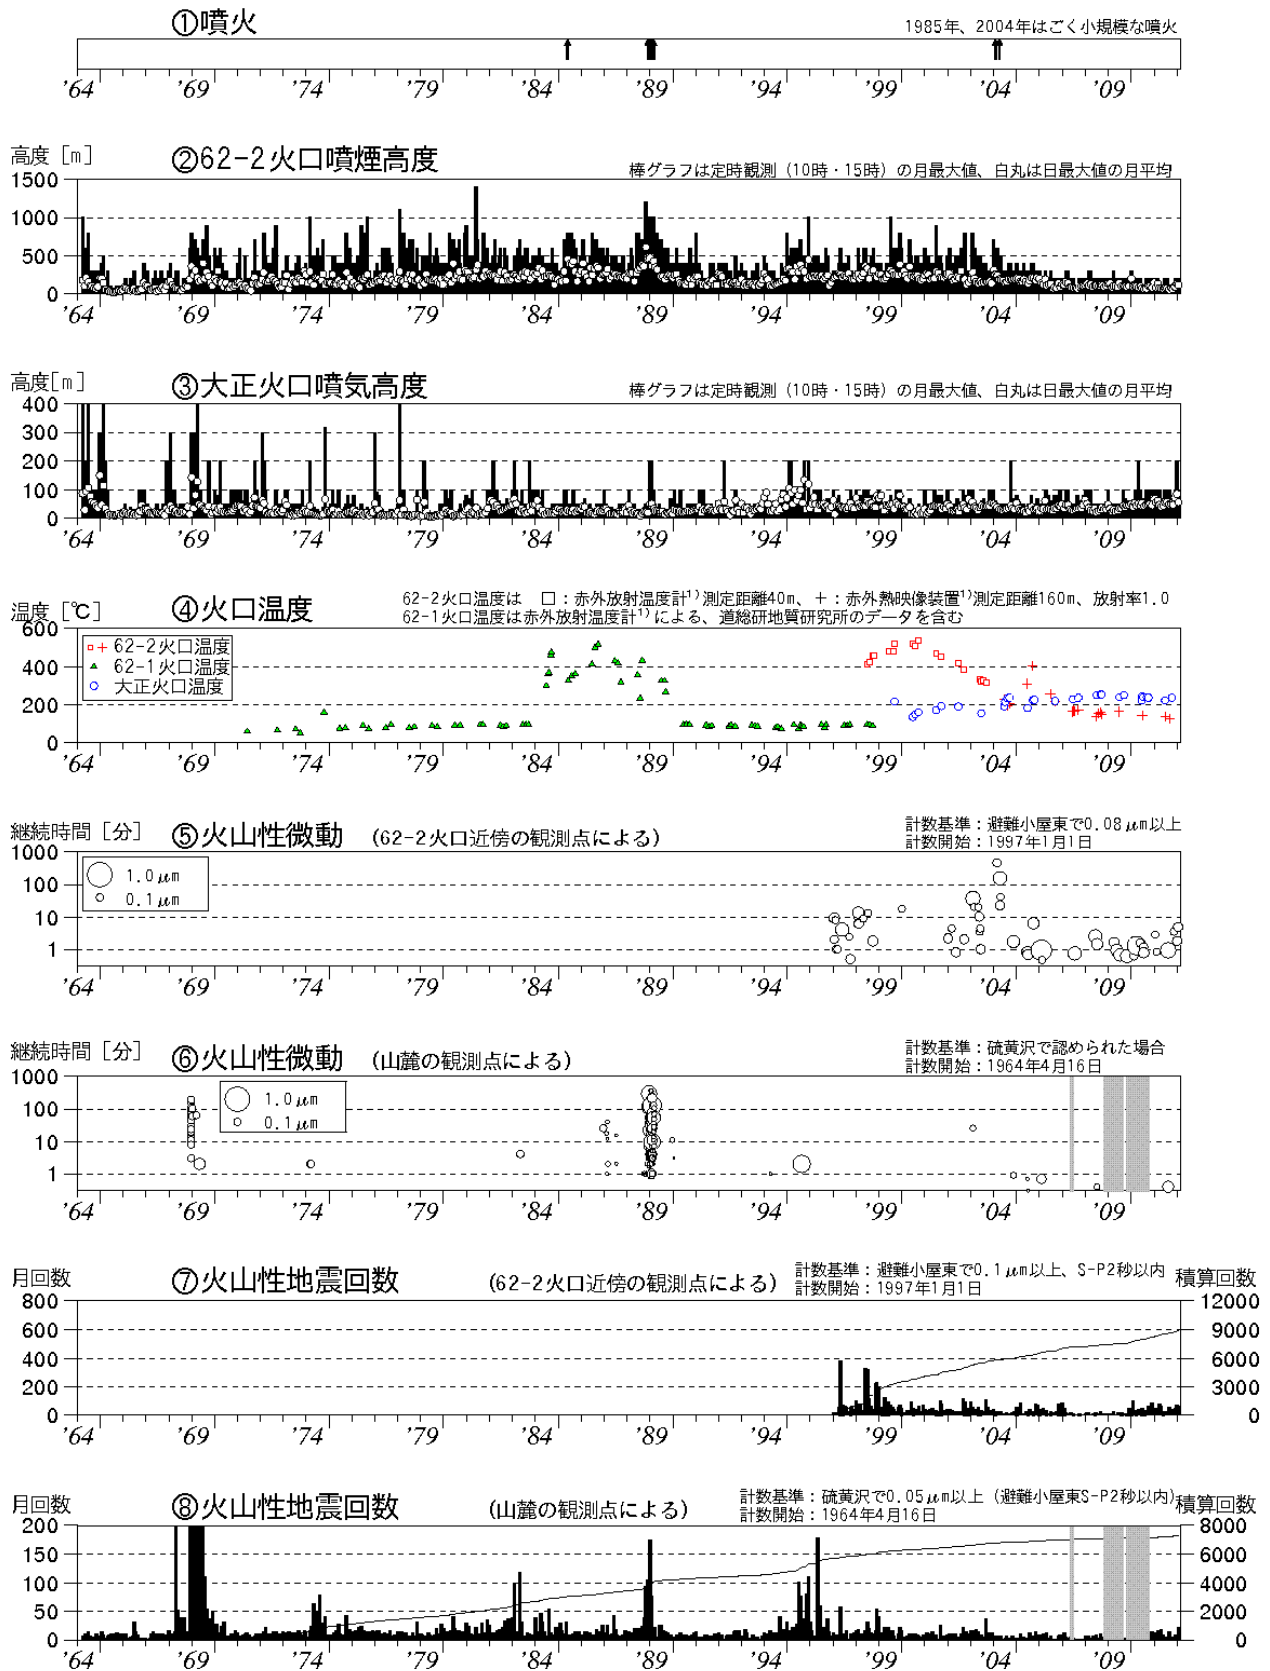 ①噴火
1985年、2004年はごく小規模な噴火
'64 '69 '74 '79 '84 '89 '94 '99 '04 '09
高度［m］
②62-2火口噴煙高度
棒グラフは定時観測（10時・15時）の月最大値、白丸は日最大値の月平均
1500
1000
500
0
'64 '69 '74 '79 '84 '89 '94 '99 '04 '09
高度［m］
③大正火口噴気高度
棒グラフは定時観測（10時・15時）の月最大値、白丸は日最大値の月平均
400
300
200
100
0
'64 '69 '74 '79 '84 '89 '94 '99 '04 '09
温度［℃］
④火口温度
62-2火口温度は □：赤外放射温度計¹⁾測定距離40m、＋：赤外熱映像装置¹⁾測定距離160m、放射率1.0
62-1火口温度は赤外放射温度計¹⁾による、道総研地質研究所のデータを含む
600
400
200
0
62-2火口温度
62-1火口温度
大正火口温度
'64 '69 '74 '79 '84 '89 '94 '99 '04 '09
継続時間［分］
⑤火山性微動 （62-2火口近傍の観測点による）
計数基準：避難小屋東で0.08μm以上
計数開始：1997年1月1日
1000
100
10
1
1.0μm
0.1μm
'64 '69 '74 '79 '84 '89 '94 '99 '04 '09
継続時間［分］
⑥火山性微動 （山麓の観測点による）
計数基準：硫黄沢で認められた場合
計数開始：1964年4月16日
1000
100
10
1
1.0μm
0.1μm
'64 '69 '74 '79 '84 '89 '94 '99 '04 '09
月回数
⑦火山性地震回数 （62-2火口近傍の観測点による）
計数基準：避難小屋東で0.1μm以上、S-P2秒以内
計数開始：1997年1月1日
積算回数
800
600
400
200
0
12000
9000
6000
3000
0
'64 '69 '74 '79 '84 '89 '94 '99 '04 '09
月回数
⑧火山性地震回数 （山麓の観測点による）
計数基準：硫黄沢で0.05μm以上（避難小屋東S-P2秒以内）
計数開始：1964年4月16日
積算回数
200
150
100
50
0
8000
6000
4000
2000
0
'64 '69 '74 '79 '84 '89 '94 '99 '04 '09